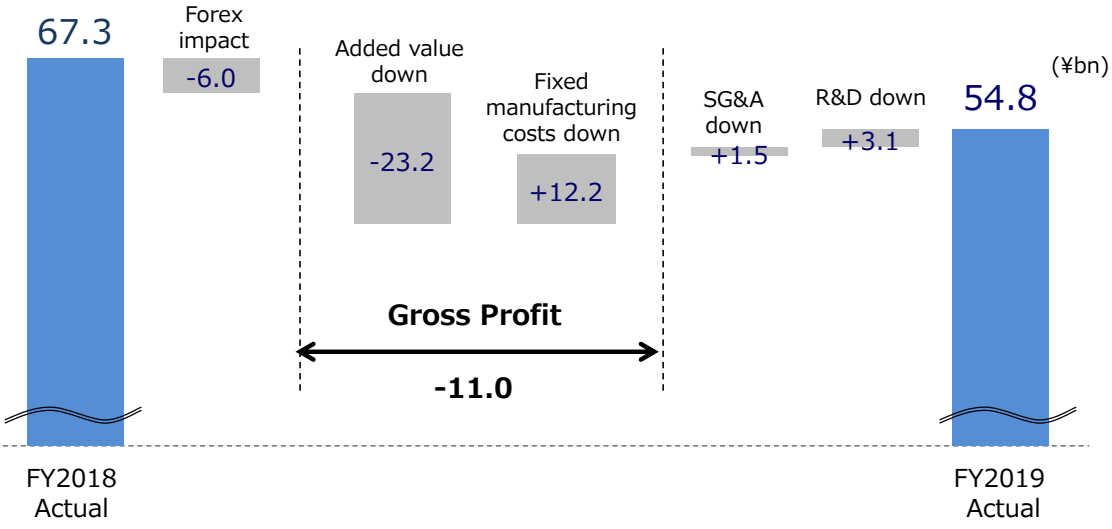 67.3
Forex
impact
-6.0
Added value
down
-23.2
Fixed
manufacturing
costs down
+12.2
Gross Profit
-11.0
SG&A
down
+1.5
R&D down
+3.1
(¥bn)
54.8
FY2018
Actual
FY2019
Actual